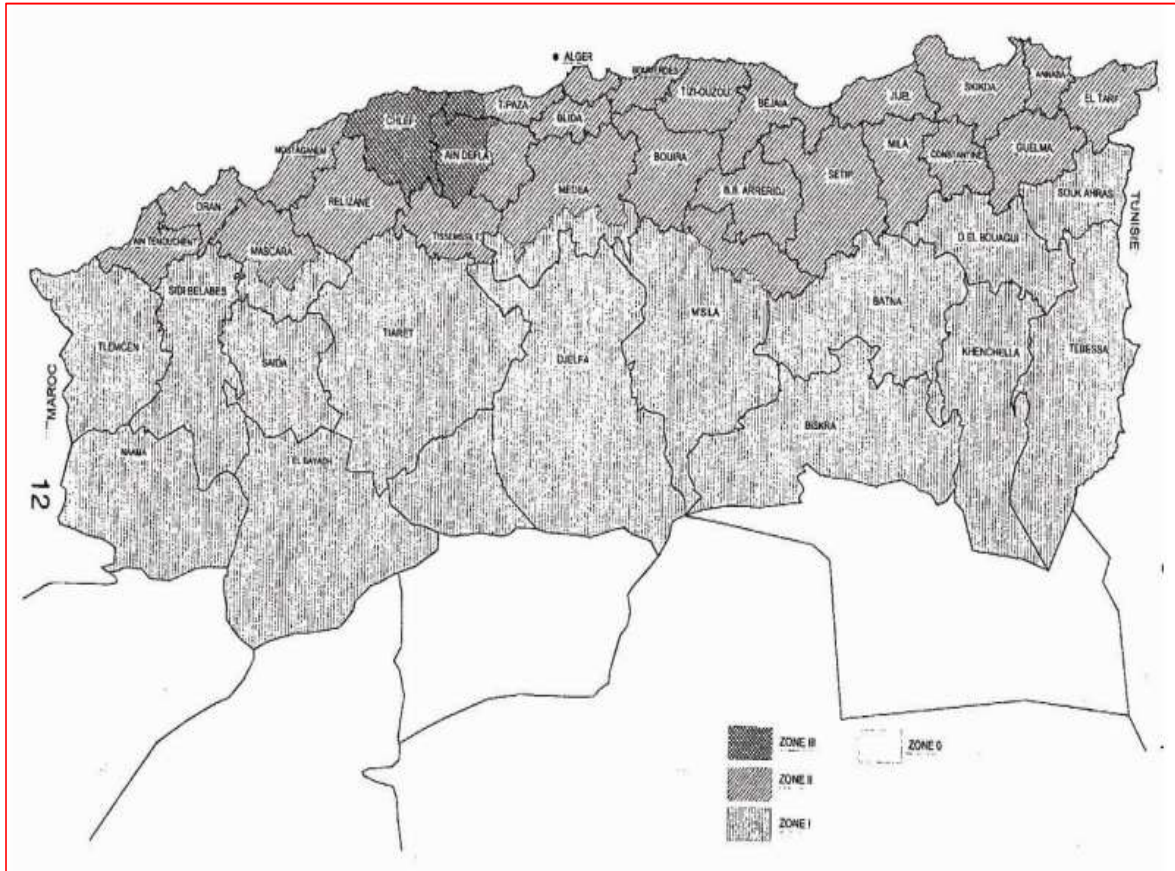 ALGER
BOUMERDES
TIPAZA
TIZI-OUZOU
BEJAIA
JIJEL
SKIKDA
ANNABA
EL TARF
BLIDA
CHLEF
AIN DEFLA
BOUIRA
MILA
CONSTANTINE
GUELMA
MOSTAGANEM
MEDEA
B.B. ARRERIDJ
SETIF
SOUK AHRAS
TUNISIE
ORAN
RELIZANE
AIN TEMOUCHENT
MASCARA
O.EL BOUAGUI
SIDI BELABES
BATNA
M'SILA
TIARET
TLEMCEN
SAIDA
DJELFA
KHENCHELLA
TEBESSA
MAROC
BISKRA
NAAMA
EL BAYADH
12
ZONE III
ZONE 0
ZONE II
ZONE I